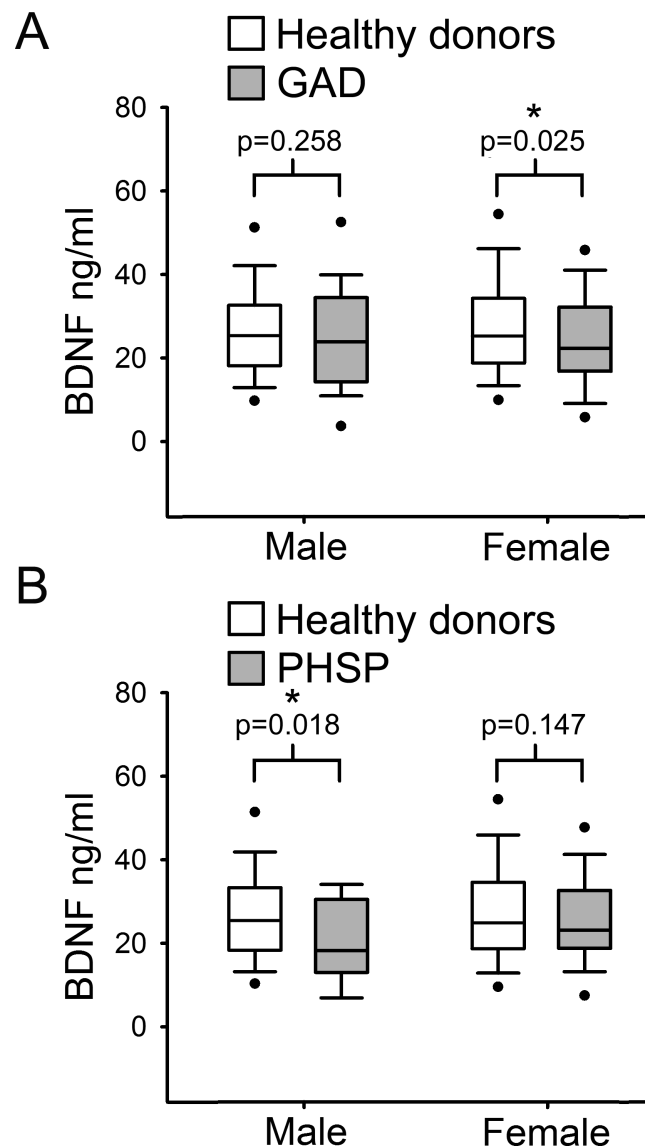 A
Healthy donors
GAD
80
60
40
20
0
BDNF ng/ml
p=0.258
*
p=0.025
Male Female
B
Healthy donors
PHSP
80
60
40
20
0
BDNF ng/ml
*
p=0.018
p=0.147
Male Female